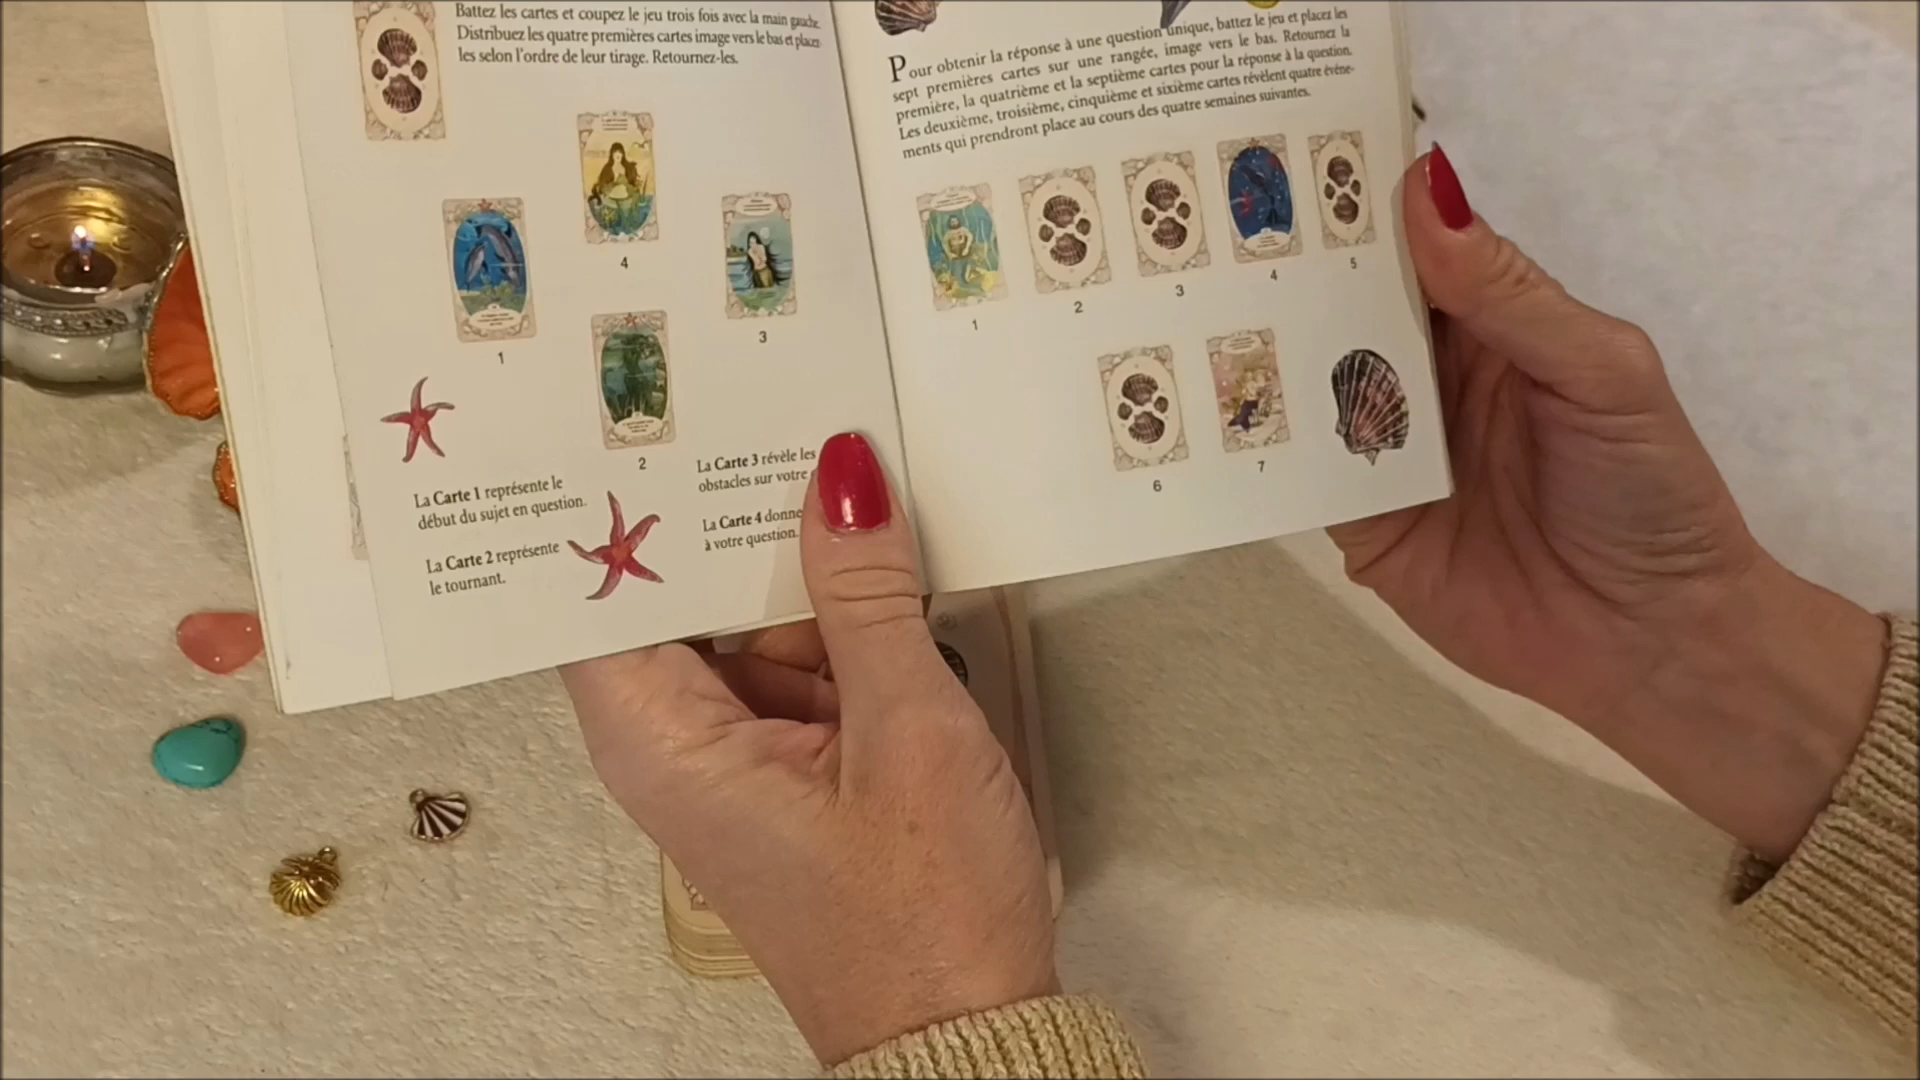 Battez les cartes et coupez le jeu trois fois avec la main gauche.
Distribuez les quatre premières cartes image vers le bas et placez-
les selon l'ordre de leur tirage. Retournez-les.
4
1
3
2
La Carte 1 représente le
début du sujet en question.
La Carte 2 représente
le tournant.
La Carte 3 révèle les
obstacles sur votre
La Carte 4 donne
à votre question.
Pour obtenir la réponse à une question unique, battez le jeu et placez les
sept premières cartes sur une rangée, image vers le bas. Retournez la
première, la quatrième et la septième cartes pour la réponse à la question.
Les deuxième, troisième, cinquième et sixième cartes révèlent quatre événe-
ments qui prendront place au cours des quatre semaines suivantes.
1
2
3
4
5
6
7